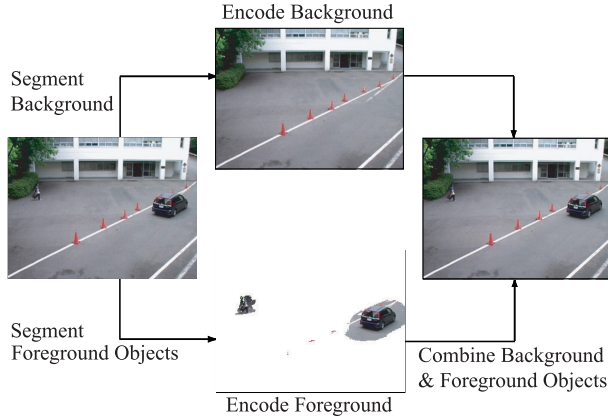 Encode Background
Segment
Background
Segment
Foreground Objects
Combine Background
& Foreground Objects
Encode Foreground